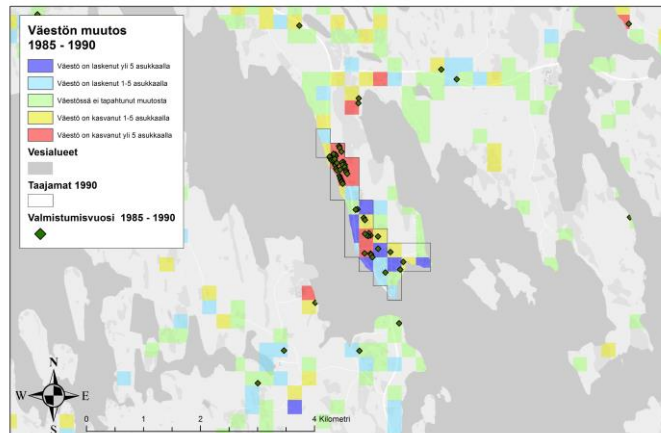 Väestön muutos
1985 - 1990
Väestö on laskenut yli 5 asukkaalla
Väestö on laskenut 1-5 asukkaalla
Väestössä ei tapahtunut muutosta
Väestö on kasvanut 1-5 asukkaalla
Väestö on kasvanut yli 5 asukkaalla
Vesialueet
Taajamat 1990
Valmistumisvuosi 1985 - 1990
N
W E
S
0 1 2 4 Kilometri